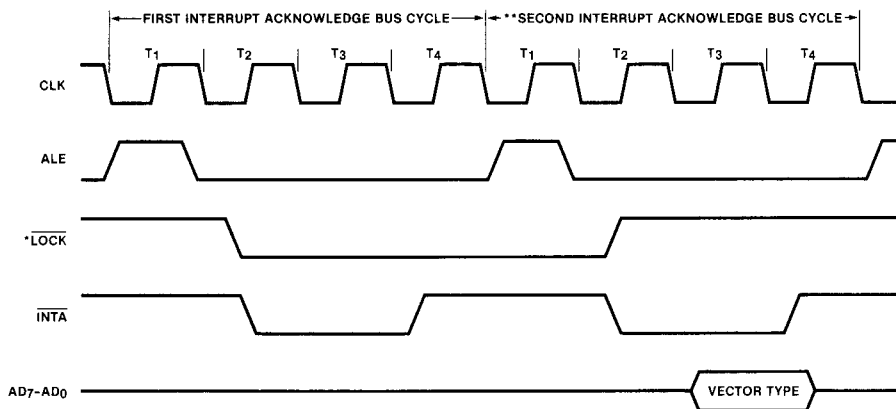 FIRST INTERRUPT ACKNOWLEDGE BUS CYCLE **SECOND INTERRUPT ACKNOWLEDGE BUS CYCLE
T1 T2 T3 T4 T1 T2 T3 T4
CLK
ALE
*LOCK
INTA
AD7-AD0 VECTOR TYPE